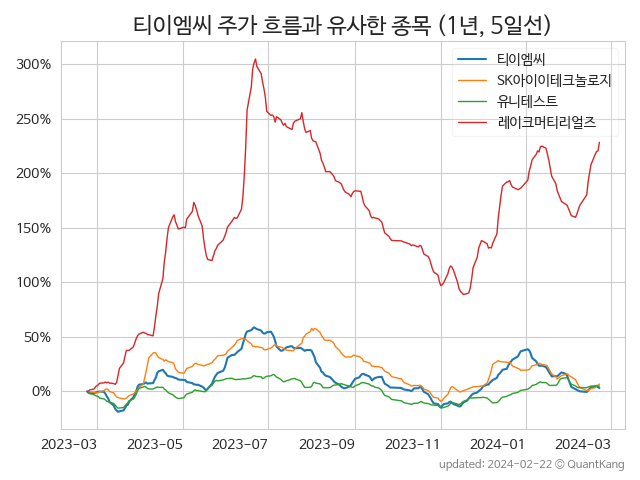 티이엠씨 주가 흐름과 유사한 종목 (1년, 5일선)
티이엠씨
SK아이이테크놀로지
유니테스트
레이크머티리얼즈
300%
250%
200%
150%
100%
50%
0%
2023-03 2023-05 2023-07 2023-09 2023-11 2024-01 2024-03
updated: 2024-02-22 © QuantKang